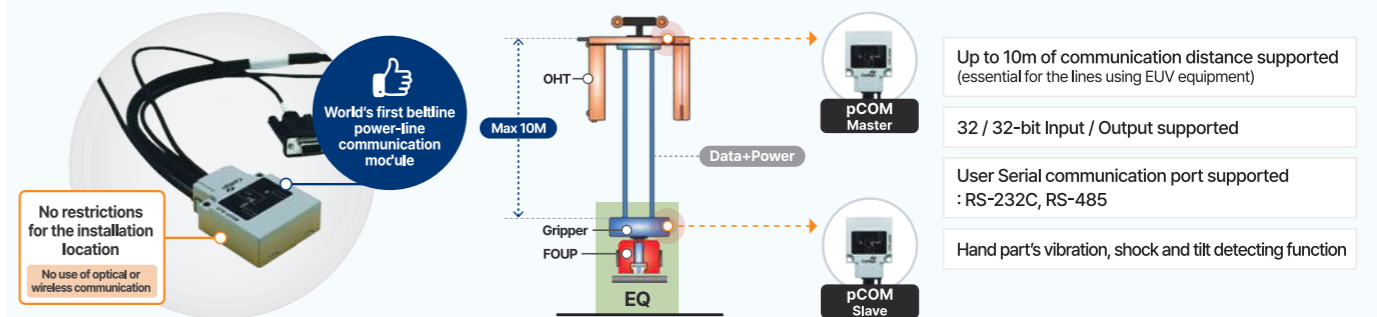 World's first beltline
power-line
communication
module
No restrictions
for the installation
location
No use of optical or
wireless communication
Max 10M
OHT
Data+Power
Gripper
FOUP
EQ
pCOM
Master
pCOM
Slave
Up to 10m of communication distance supported
(essential for the lines using EUV equipment)
32 / 32-bit Input / Output supported
User Serial communication port supported
: RS-232C, RS-485
Hand part's vibration, shock and tilt detecting function